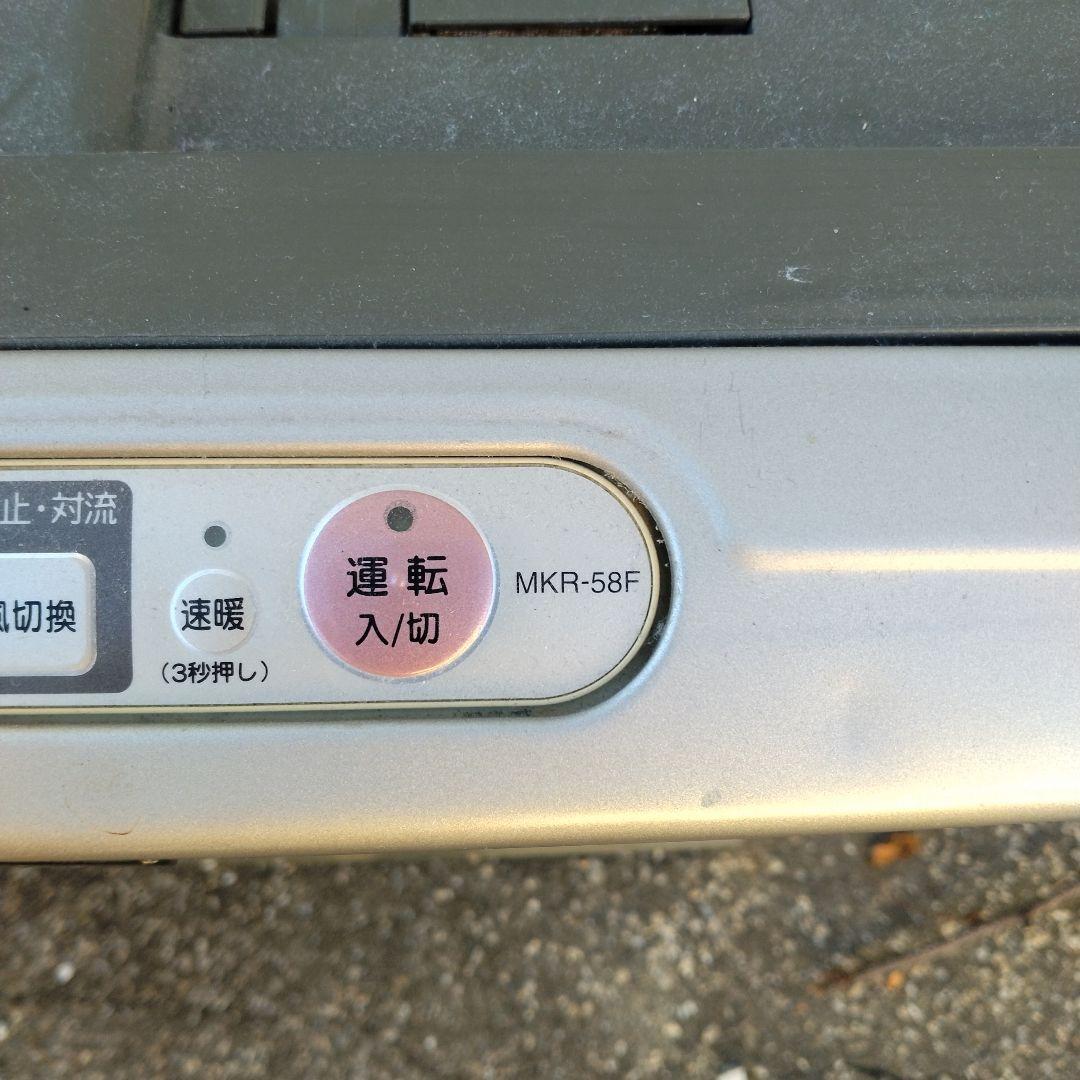 止・対流
風切換
速暖
(3秒押し)
運転
入/切
MKR-58F